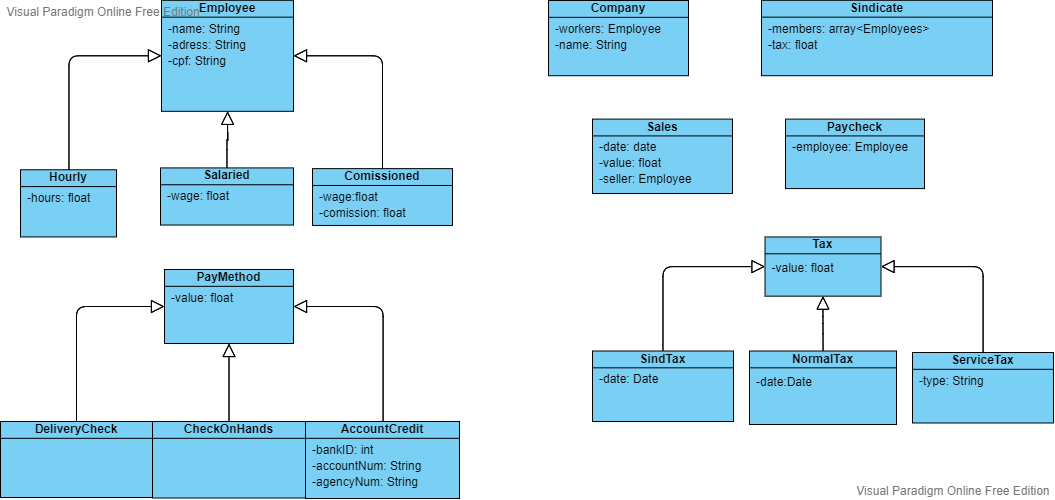 Visual Paradigm Online Free Edition
Employee
-name: String
-adress: String
-cpf: String
Hourly
-hours: float
Salaried
-wage: float
Comissioned
-wage:float
-comission: float
PayMethod
-value: float
DeliveryCheck
CheckOnHands
AccountCredit
-bankID: int
-accountNum: String
-agencyNum: String
Company
-workers: Employee
-name: String
Sindicate
-members: array<Employees>
-tax: float
Sales
-date: date
-value: float
-seller: Employee
Paycheck
-employee: Employee
Tax
-value: float
SindTax
-date: Date
NormalTax
-date:Date
ServiceTax
-type: String
Visual Paradigm Online Free Edition